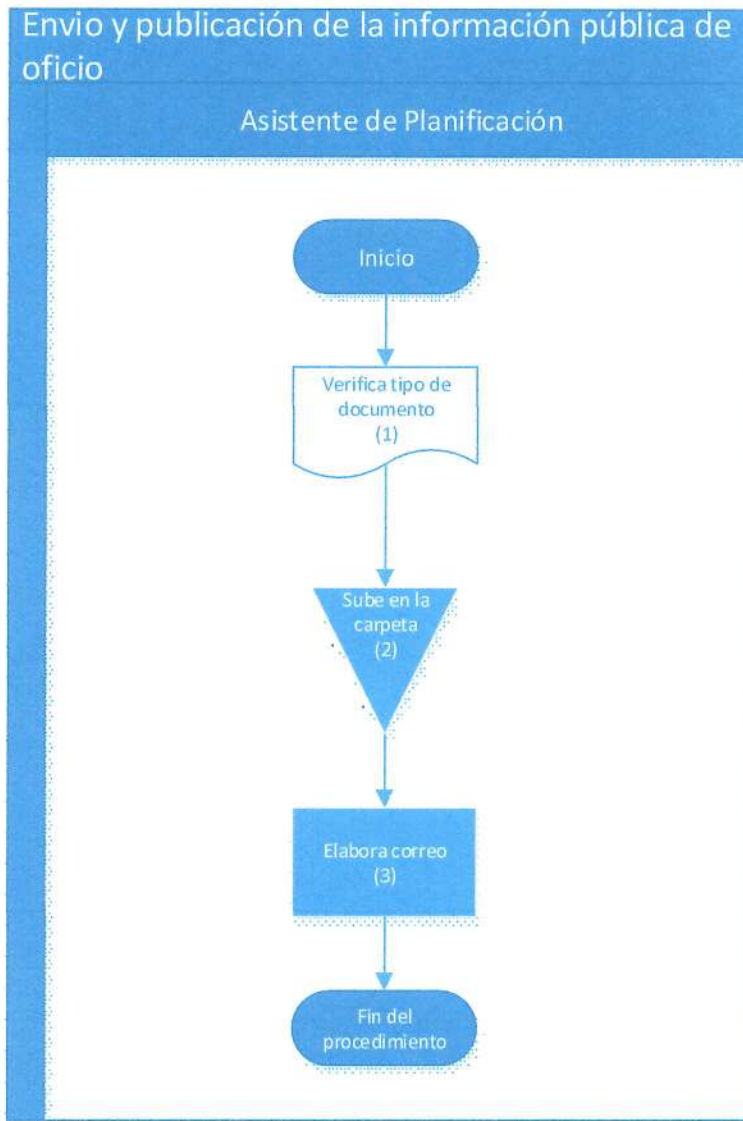 Envio y publicación de la información pública de
oficio
Asistente de Planificación
Inicio
Verifica tipo de
documento
(1)
Sube en la
carpeta
(2)
Elabora correo
(3)
Fin del
procedimiento